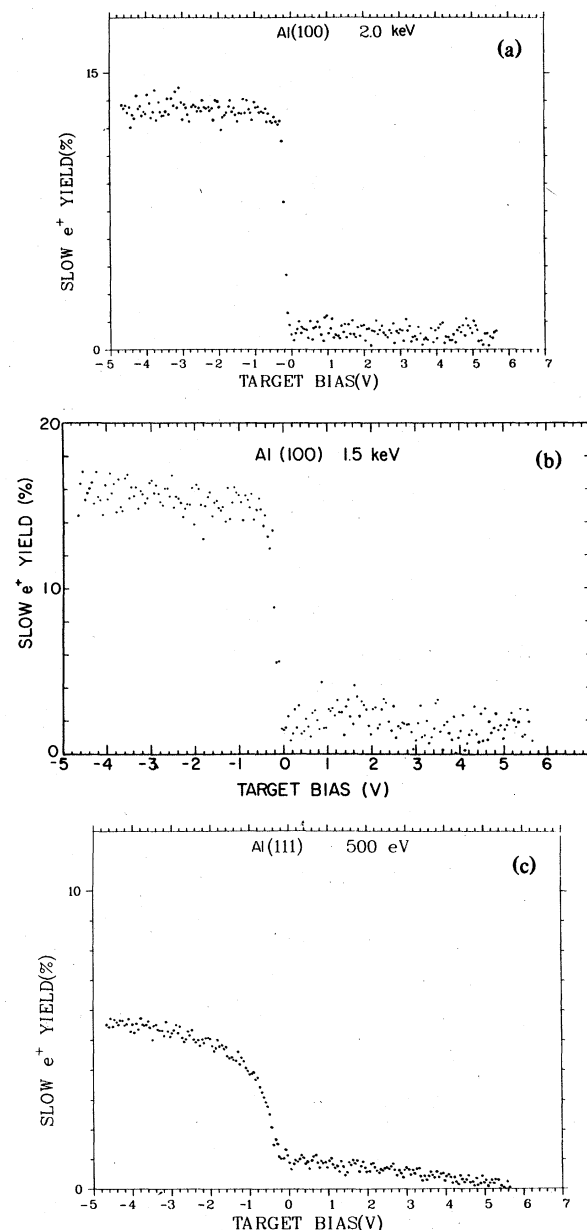 Al(100) 2.0 keV
(a)
15
0
SLOW e⁺ YIELD(%)
-5 -4 -3 -2 -1 -0 1 2 3 4 5 6 7
TARGET BIAS(V)
Al (100) 1.5 keV
(b)
20
10
0
SLOW e⁺ YIELD (%)
-5 -4 -3 -2 -1 0 1 2 3 4 5 6
TARGET BIAS (V)
Al(111) 500 eV
(c)
10
0
SLOW e⁺ YIELD(%)
-5 -4 -3 -2 -1 0 1 2 3 4 5 6 7
TARGET BIAS(V)